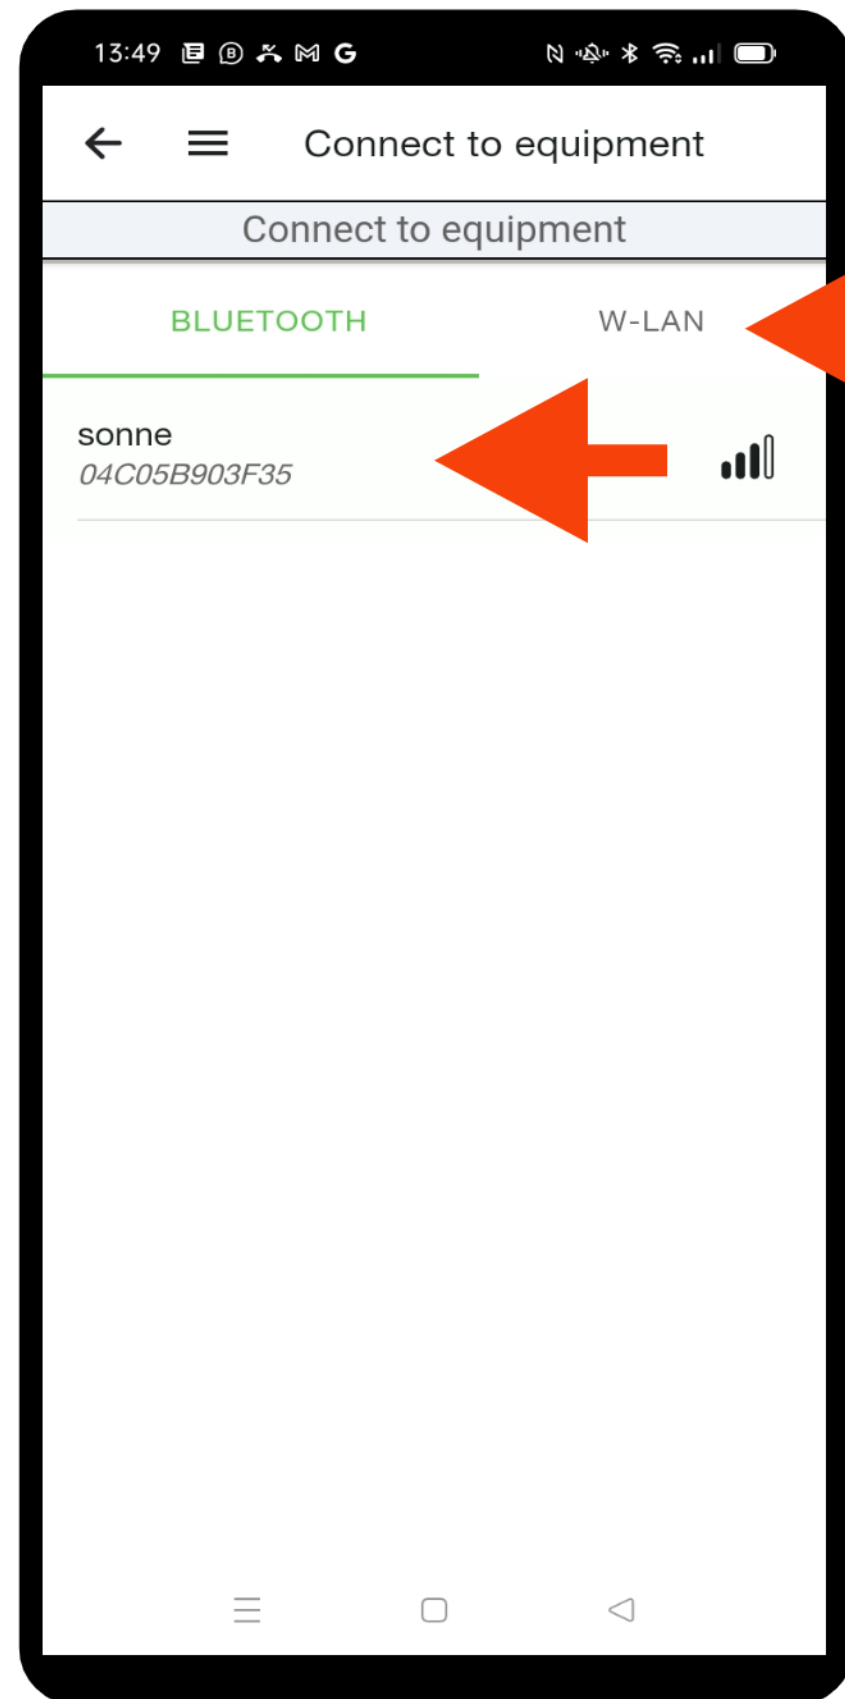 13:49
Connect to equipment
Connect to equipment
BLUETOOTH W-LAN
sonne
04C05B903F35